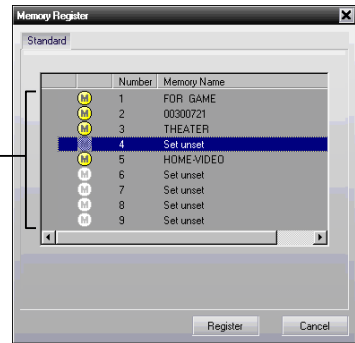 Memory Register
Standard
Number Memory Name
M 1 FOR GAME
M 2 00300721
M 3 THEATER
M 4 Set unset
M 5 HOME-VIDEO
M 6 Set unset
M 7 Set unset
M 8 Set unset
M 9 Set unset
Register Cancel